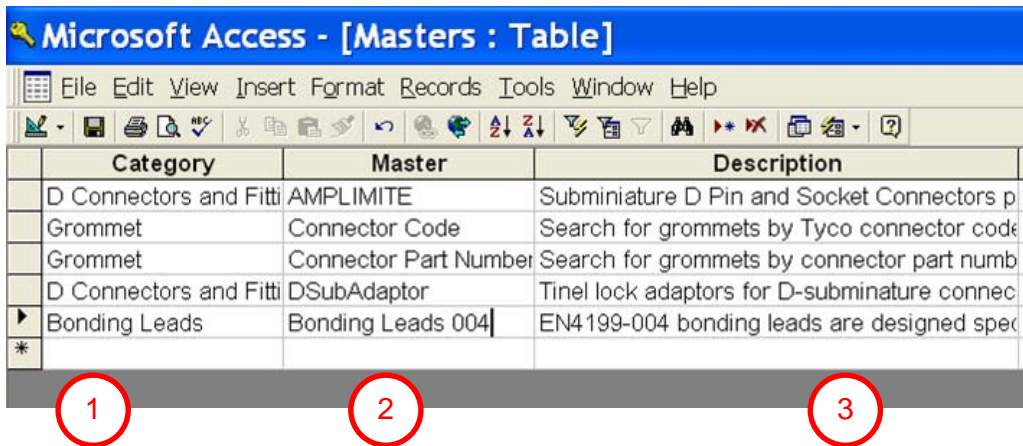 Microsoft Access - [Masters : Table]
File Edit View Insert Format Records Tools Window Help
Category Master Description
D Connectors and Fitti AMPLIMITE Subminiature D Pin and Socket Connectors p
Grommet Connector Code Search for grommets by Tyco connector code
Grommet Connector Part Number Search for grommets by connector part numb
D Connectors and Fitti DSubAdaptor Tinel lock adaptors for D-subminature connec
Bonding Leads Bonding Leads 004 EN4199-004 bonding leads are designed spec
*
1 2 3